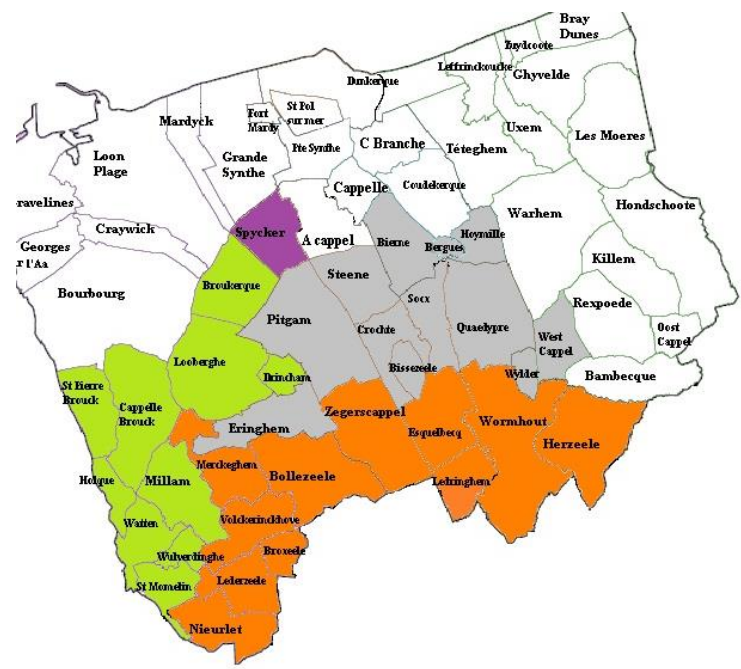 Bray
Dunes
Zuydcoote
Leffrinckoucke
Ghyvelde
Dunkerque
Mardyck
Fort
Mardy
St Pol
sur mer
Uxem
Les Moeres
Loon
Plage
Grande
Synthe
Pte Synthe
C Branche
Téteghem
Cappelle
Coudekerque
ravelines
Craywick
Spycker
A cappel
Warhem
Hondschoote
Georges
r l'Aa
Bierne
Bergues
Hoymille
Killem
Bourbourg
Broukerque
Steene
Socx
Rexpoede
Pitgam
Crochte
Quaelypre
West
Cappel
Oost
Cappel
Looberghe
Drincham
Bissezeele
Wylder
Bambecque
St Pierre
Brouck
Cappelle
Brouck
Eringhem
Zegerscappel
Esquelbecq
Wormhout
Herzeele
Holque
Millam
Merckeghem
Bollezeele
Ledringhem
Watten
Volckerinckhove
Wulverdinghe
Broxeele
St Momelin
Lederzeele
Nieurlet